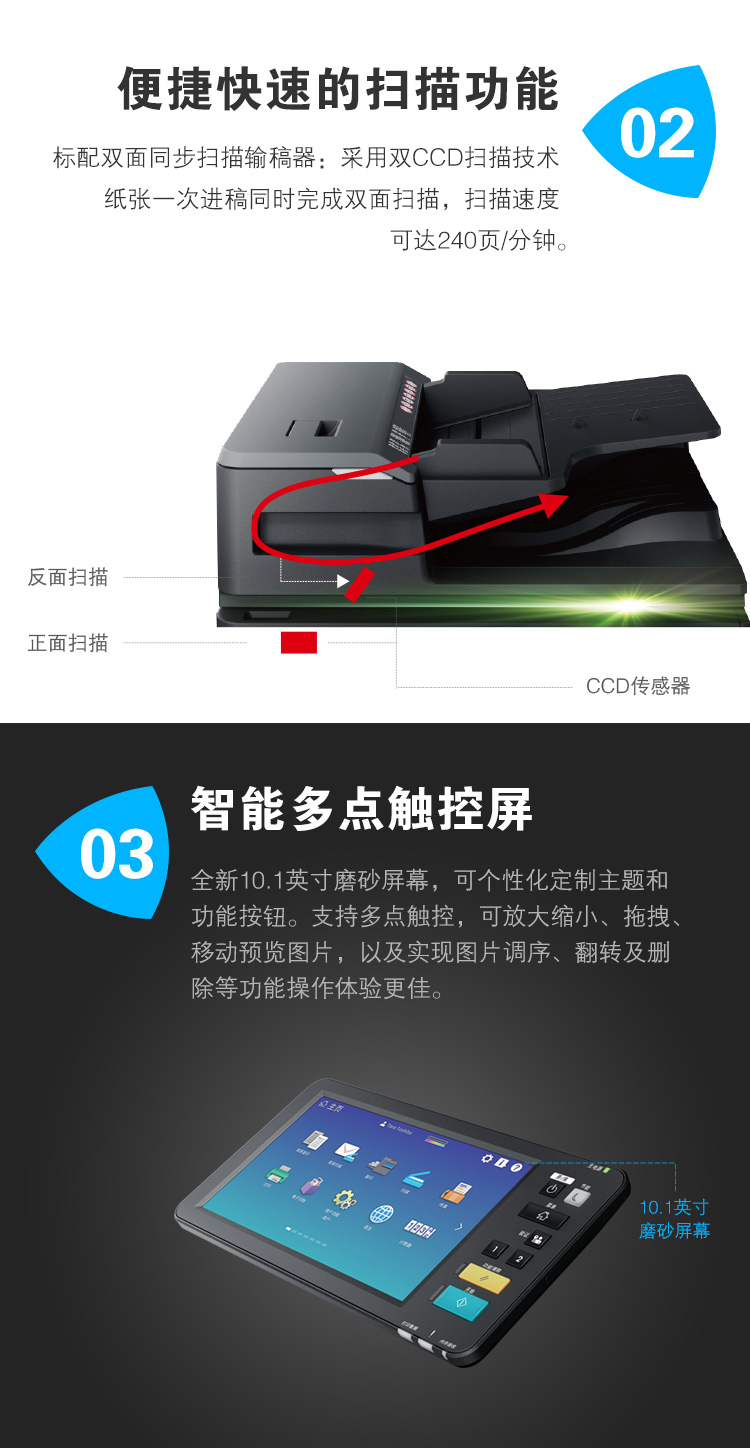 便捷快速的扫描功能
02
标配双面同步扫描输稿器：采用双CCD扫描技术
纸张一次进稿同时完成双面扫描，扫描速度
可达240页/分钟。
反面扫描
正面扫描
CCD传感器
03
智能多点触控屏
全新10.1英寸磨砂屏幕，可个性化定制主题和
功能按钮。支持多点触控，可放大缩小、拖拽、
移动预览图片，以及实现图片调序、翻转及删
除等功能操作体验更佳。
主页
1
2
10.1英寸
磨砂屏幕